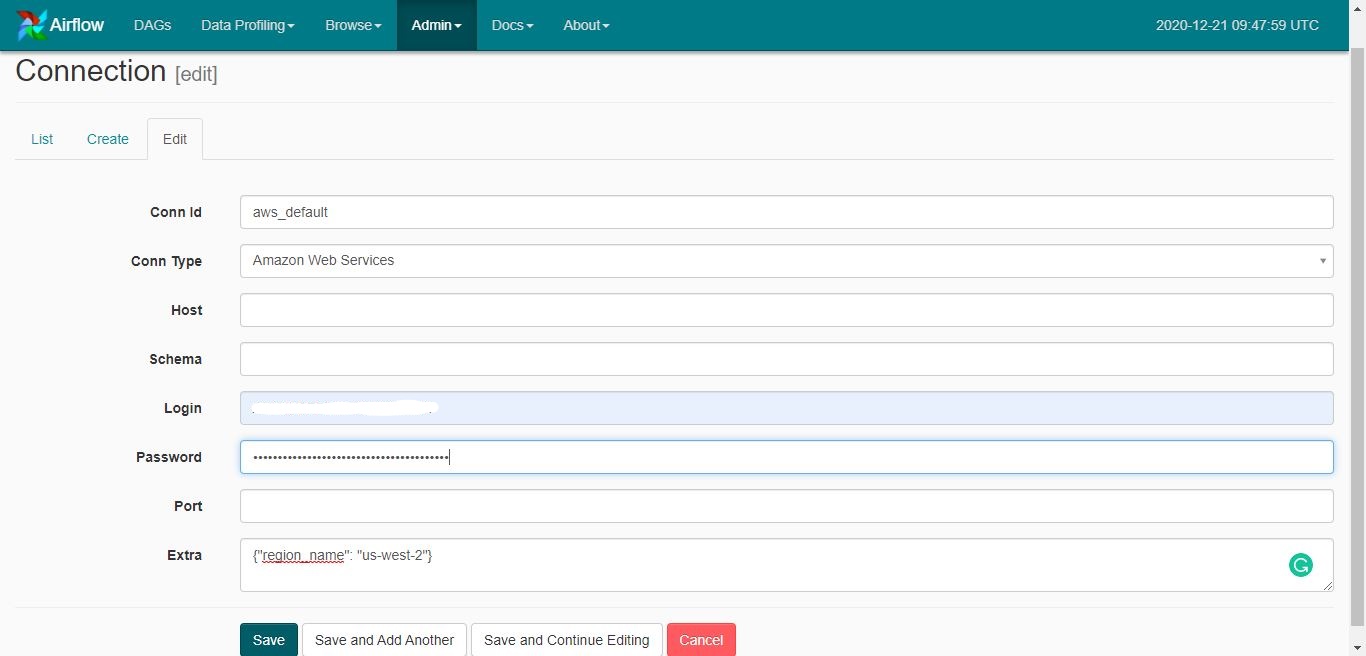 Airflow DAGs Data Profiling Browse Admin Docs About 2020-12-21 09:47:59 UTC
Connection [edit]
List Create Edit
Conn Id aws_default
Conn Type Amazon Web Services
Host
Schema
Login
Password ••••••••••••••••••••••••••••••••••••••••
Port
Extra {"region_name": "us-west-2"}
Save Save and Add Another Save and Continue Editing Cancel